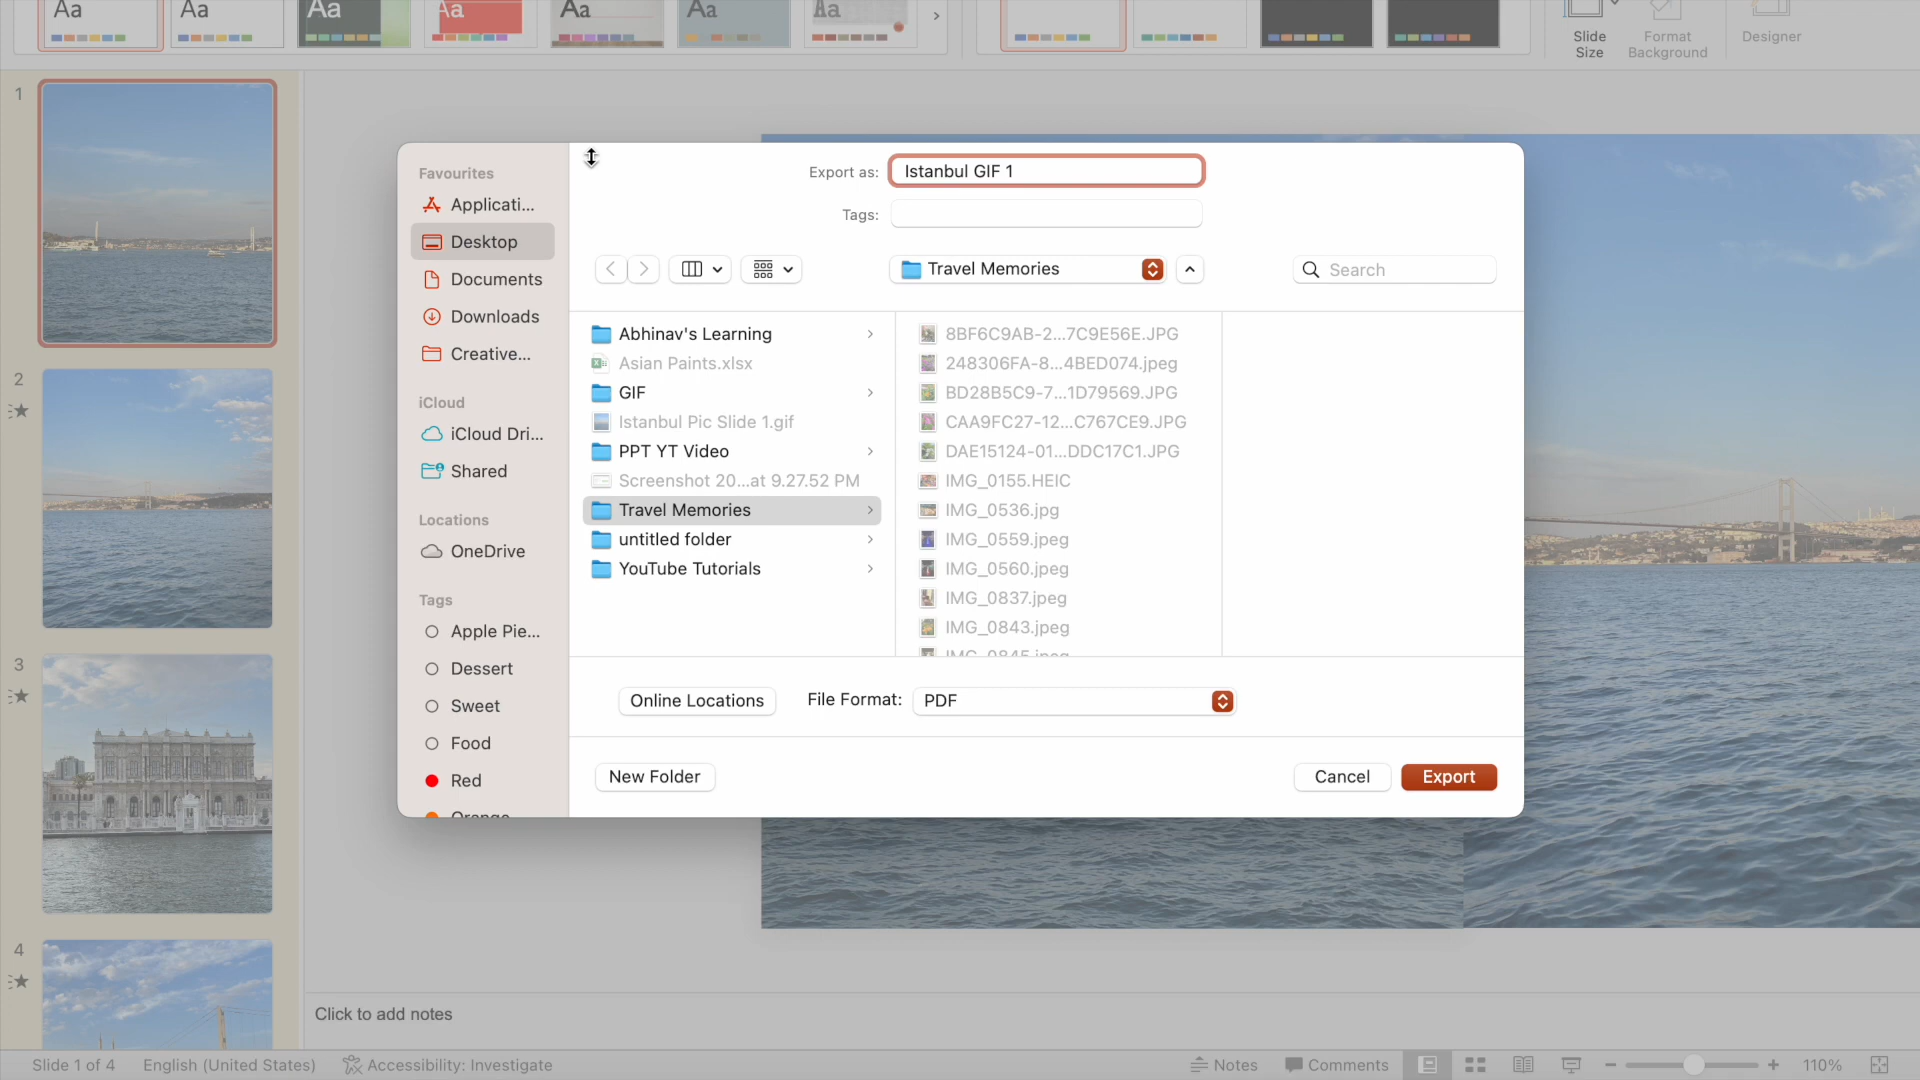 Aa Aa Aa Aa Aa Aa Aa
Slide
Size
Format
Background
Designer
1
2
3
4
Favourites
Applicati...
Desktop
Documents
Downloads
Creative...
iCloud
iCloud Dri...
Shared
Locations
OneDrive
Tags
Apple Pie...
Dessert
Sweet
Food
Red
Orange
Export as: Istanbul GIF 1
Tags:
Travel Memories
Search
Abhinav's Learning
Asian Paints.xlsx
GIF
Istanbul Pic Slide 1.gif
PPT YT Video
Screenshot 20...at 9.27.52 PM
Travel Memories
untitled folder
YouTube Tutorials
8BF6C9AB-2...7C9E56E.JPG
248306FA-8...4BED074.jpeg
BD28B5C9-7...1D79569.JPG
CAA9FC27-12...C767CE9.JPG
DAE15124-01...DDC17C1.JPG
IMG_0155.HEIC
IMG_0536.jpg
IMG_0559.jpeg
IMG_0560.jpeg
IMG_0837.jpeg
IMG_0843.jpeg
IMG_0845.jpeg
Online Locations File Format: PDF
New Folder Cancel Export
Click to add notes
Slide 1 of 4 English (United States) Accessibility: Investigate Notes Comments 110%